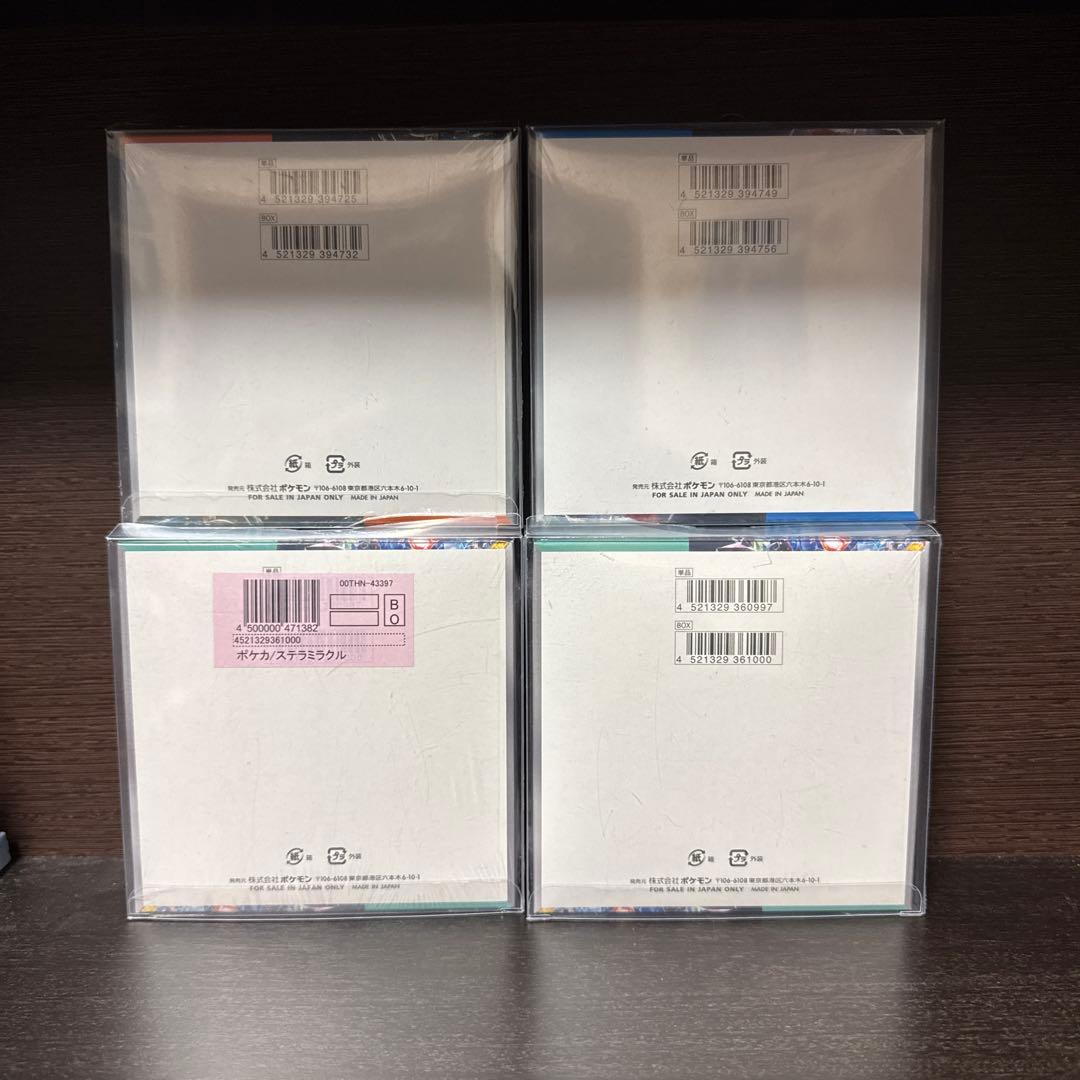 単品
4 521329 394725
BOX
4 521329 394732
紙 箱 プラ 外装
発売元 株式会社ポケモン 〒106-6108 東京都港区六本木6-10-1
FOR SALE IN JAPAN ONLY MADE IN JAPAN
単品
4 521329 394749
BOX
4 521329 394756
紙 箱 プラ 外装
発売元 株式会社ポケモン 〒106-6108 東京都港区六本木6-10-1
FOR SALE IN JAPAN ONLY MADE IN JAPAN
単品
00THN-43397
B
O
4 500000 471382
4521329361000
ポケカ/ステラミラクル
紙 箱 プラ 外装
発売元 株式会社ポケモン 〒106-6108 東京都港区六本木6-10-1
FOR SALE IN JAPAN ONLY MADE IN JAPAN
単品
4 521329 360997
BOX
4 521329 361000
紙 箱 プラ 外装
発売元 株式会社ポケモン 〒106-6108 東京都港区六本木6-10-1
FOR SALE IN JAPAN ONLY MADE IN JAPAN